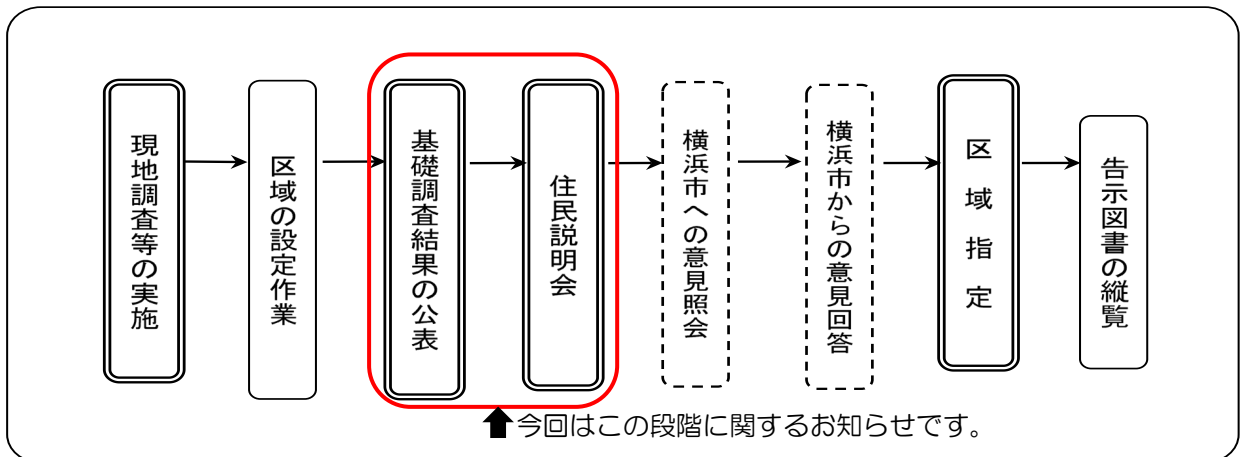 現地調査等の実施
区域の設定作業
基礎調査結果の公表
住民説明会
横浜市への意見照会
横浜市からの意見回答
区域指定
告示図書の縦覧
今回はこの段階に関するお知らせです。